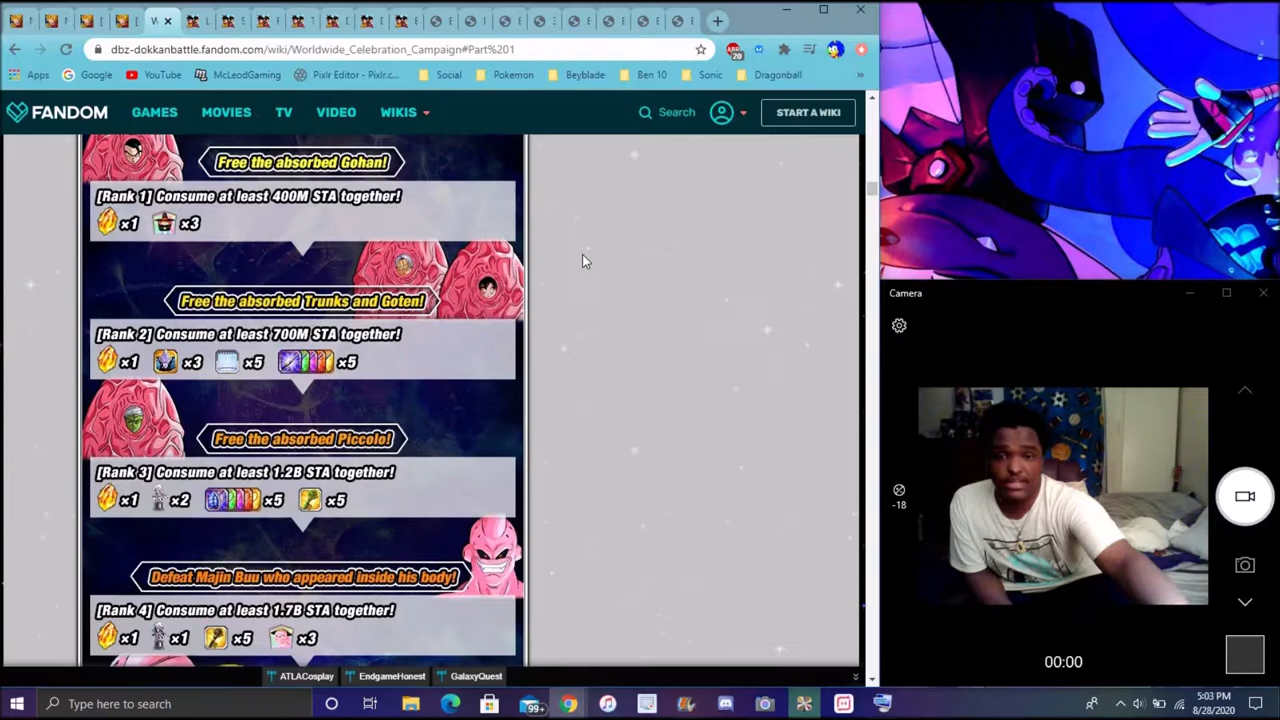 dbz-dokkanbattle.fandom.com/wiki/Worldwide_Celebration_Campaign#Part%201
ABP
20
Apps
Google
YouTube
McLeodGaming
Pixlr Editor - Pixlr.c...
Social
Pokemon
Beyblade
Ben 10
Sonic
Dragonball
»
FANDOM
GAMES
MOVIES
TV
VIDEO
WIKIS
Search
START A WIKI
Free the absorbed Gohan!
[Rank 1] Consume at least 400M STA together!
x1 x3
Free the absorbed Trunks and Goten!
[Rank 2] Consume at least 700M STA together!
x1 x3 x5 x5
Free the absorbed Piccolo!
[Rank 3] Consume at least 1.2B STA together!
x1 x2 x5 x5
Defeat Majin Buu who appeared inside his body!
[Rank 4] Consume at least 1.7B STA together!
x1 x1 x5 x3
ATLACosplay
EndgameHonest
GalaxyQuest
Camera
-18
00:00
Type here to search
99+
5:03 PM
8/28/2020